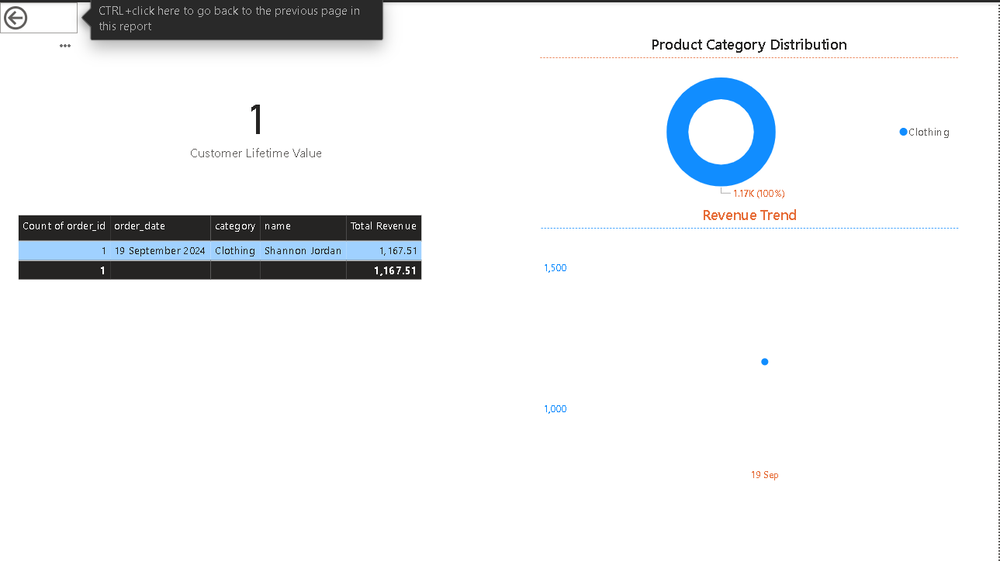 CTRL+click here to go back to the previous page in
this report
1
Customer Lifetime Value
Count of order_id order_date category name Total Revenue
1 19 September 2024 Clothing Shannon Jordan 1,167.51
1 1,167.51
Product Category Distribution
Clothing
1.17K (100%)
Revenue Trend
1,500
1,000
19 Sep